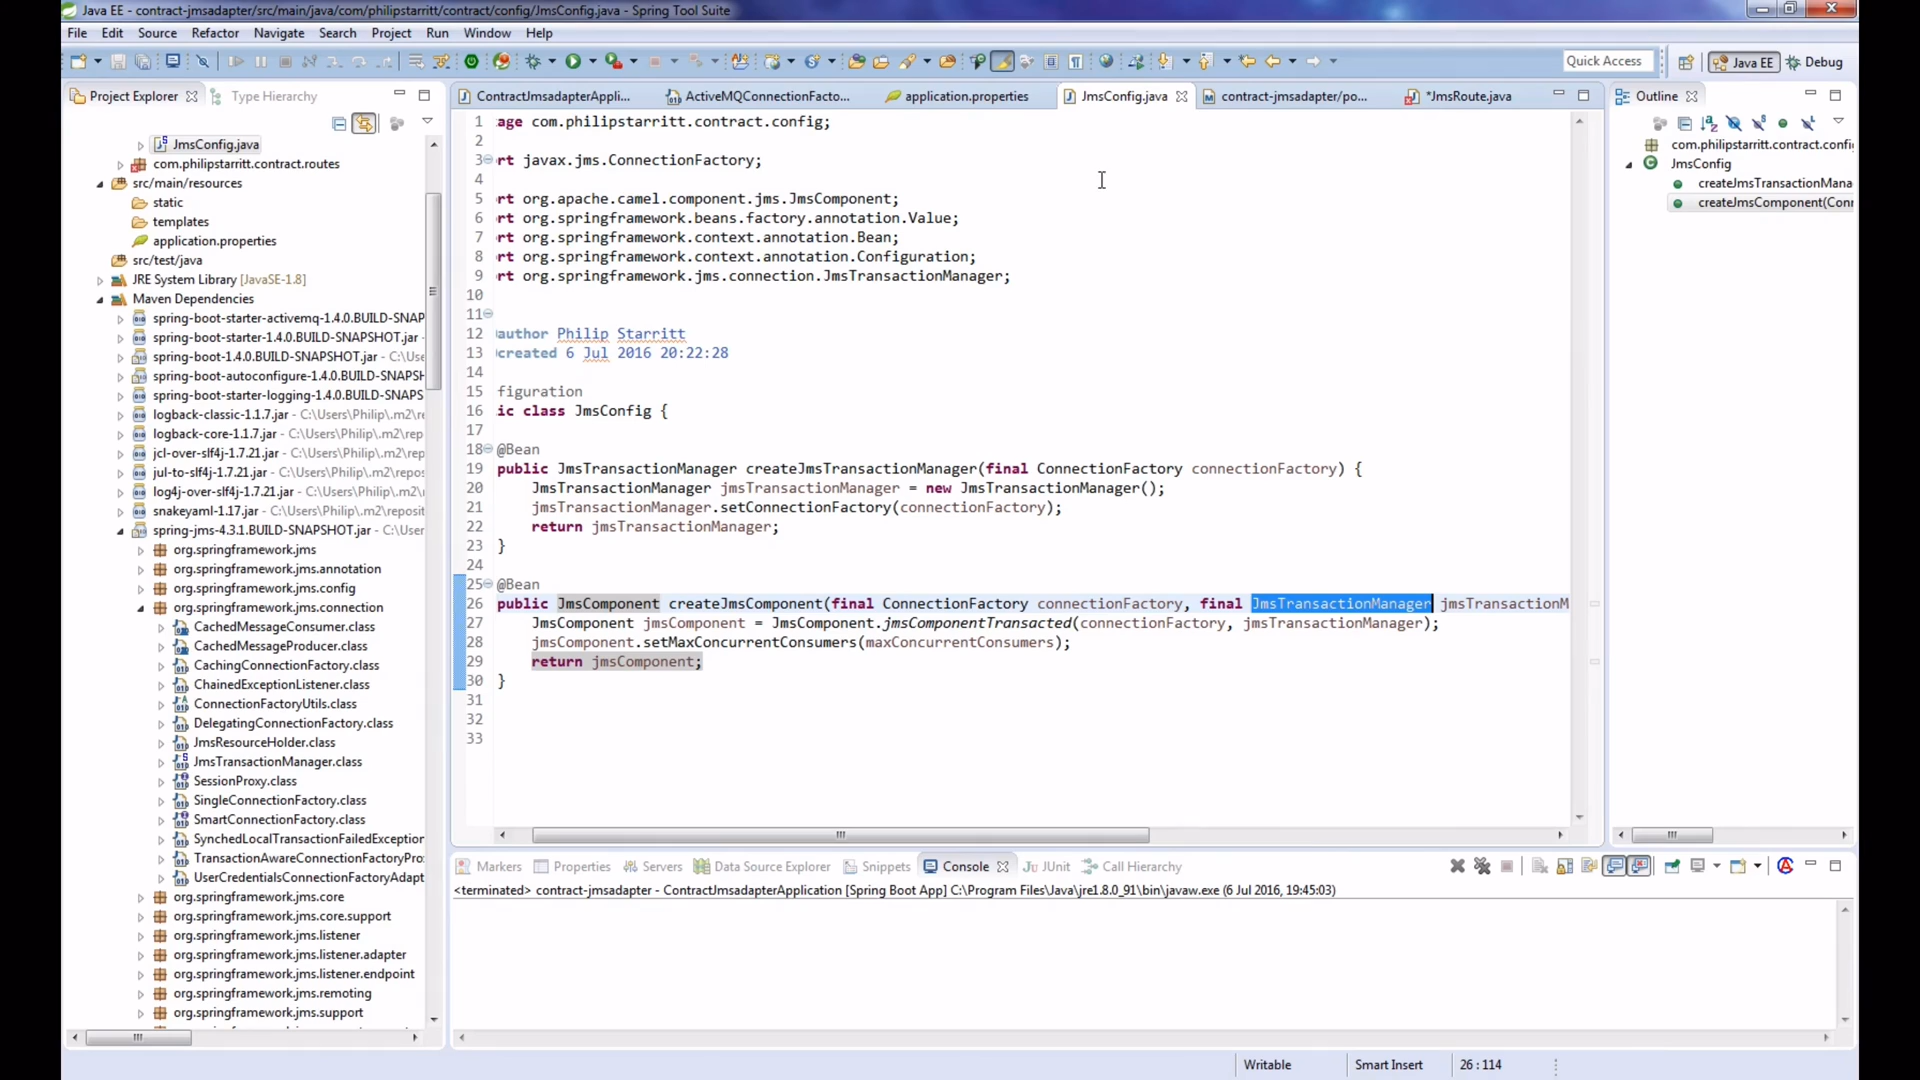 Java EE - contract-jmsadapter/src/main/java/com/philipstarritt/contract/config/JmsConfig.java - Spring Tool Suite
File Edit Source Refactor Navigate Search Project Run Window Help
Quick Access
Java EE
Debug
Project Explorer
Type Hierarchy
JmsConfig.java
com.philipstarritt.contract.routes
src/main/resources
static
templates
application.properties
src/test/java
JRE System Library [JavaSE-1.8]
Maven Dependencies
spring-boot-starter-activemq-1.4.0.BUILD-SNAP
spring-boot-starter-1.4.0.BUILD-SNAPSHOT.jar -
spring-boot-1.4.0.BUILD-SNAPSHOT.jar - C:\Use
spring-boot-autoconfigure-1.4.0.BUILD-SNAPSH
spring-boot-starter-logging-1.4.0.BUILD-SNAPS
logback-classic-1.1.7.jar - C:\Users\Philip\.m2\re
logback-core-1.1.7.jar - C:\Users\Philip\.m2\rep
jcl-over-slf4j-1.7.21.jar - C:\Users\Philip\.m2\rep
jul-to-slf4j-1.7.21.jar - C:\Users\Philip\.m2\repos
log4j-over-slf4j-1.7.21.jar - C:\Users\Philip\.m2
snakeyaml-1.17.jar - C:\Users\Philip\.m2\reposit
spring-jms-4.3.1.BUILD-SNAPSHOT.jar - C:\User
org.springframework.jms
org.springframework.jms.annotation
org.springframework.jms.config
org.springframework.jms.connection
CachedMessageConsumer.class
CachedMessageProducer.class
CachingConnectionFactory.class
ChainedExceptionListener.class
ConnectionFactoryUtils.class
DelegatingConnectionFactory.class
JmsResourceHolder.class
JmsTransactionManager.class
SessionProxy.class
SingleConnectionFactory.class
SmartConnectionFactory.class
SynchedLocalTransactionFailedException
TransactionAwareConnectionFactoryPro
UserCredentialsConnectionFactoryAdapt
org.springframework.jms.core
org.springframework.jms.core.support
org.springframework.jms.listener
org.springframework.jms.listener.adapter
org.springframework.jms.listener.endpoint
org.springframework.jms.remoting
org.springframework.jms.support
ContractJmsadapterAppli...
ActiveMQConnectionFacto...
application.properties
JmsConfig.java
contract-jmsadapter/po...
*JmsRoute.java
1 age com.philipstarritt.contract.config;
2
3 rt javax.jms.ConnectionFactory;
4
5 rt org.apache.camel.component.jms.JmsComponent;
6 rt org.springframework.beans.factory.annotation.Value;
7 rt org.springframework.context.annotation.Bean;
8 rt org.springframework.context.annotation.Configuration;
9 rt org.springframework.jms.connection.JmsTransactionManager;
10
11
12 author Philip Starritt
13 created 6 Jul 2016 20:22:28
14
15 figuration
16 ic class JmsConfig {
17
18 @Bean
19 public JmsTransactionManager createJmsTransactionManager(final ConnectionFactory connectionFactory) {
20 JmsTransactionManager jmsTransactionManager = new JmsTransactionManager();
21 jmsTransactionManager.setConnectionFactory(connectionFactory);
22 return jmsTransactionManager;
23 }
24
25 @Bean
26 public JmsComponent createJmsComponent(final ConnectionFactory connectionFactory, final JmsTransactionManager jmsTransactionM
27 JmsComponent jmsComponent = JmsComponent.jmsComponentTransacted(connectionFactory, jmsTransactionManager);
28 jmsComponent.setMaxConcurrentConsumers(maxConcurrentConsumers);
29 return jmsComponent;
30 }
31
32
33
Outline
com.philipstarritt.contract.confi
JmsConfig
createJmsTransactionMana
createJmsComponent(Con
Markers Properties Servers Data Source Explorer Snippets Console JUnit Call Hierarchy
<terminated> contract-jmsadapter - ContractJmsadapterApplication [Spring Boot App] C:\Program Files\Java\jre1.8.0_91\bin\javaw.exe (6 Jul 2016, 19:45:03)
Writable
Smart Insert
26 : 114